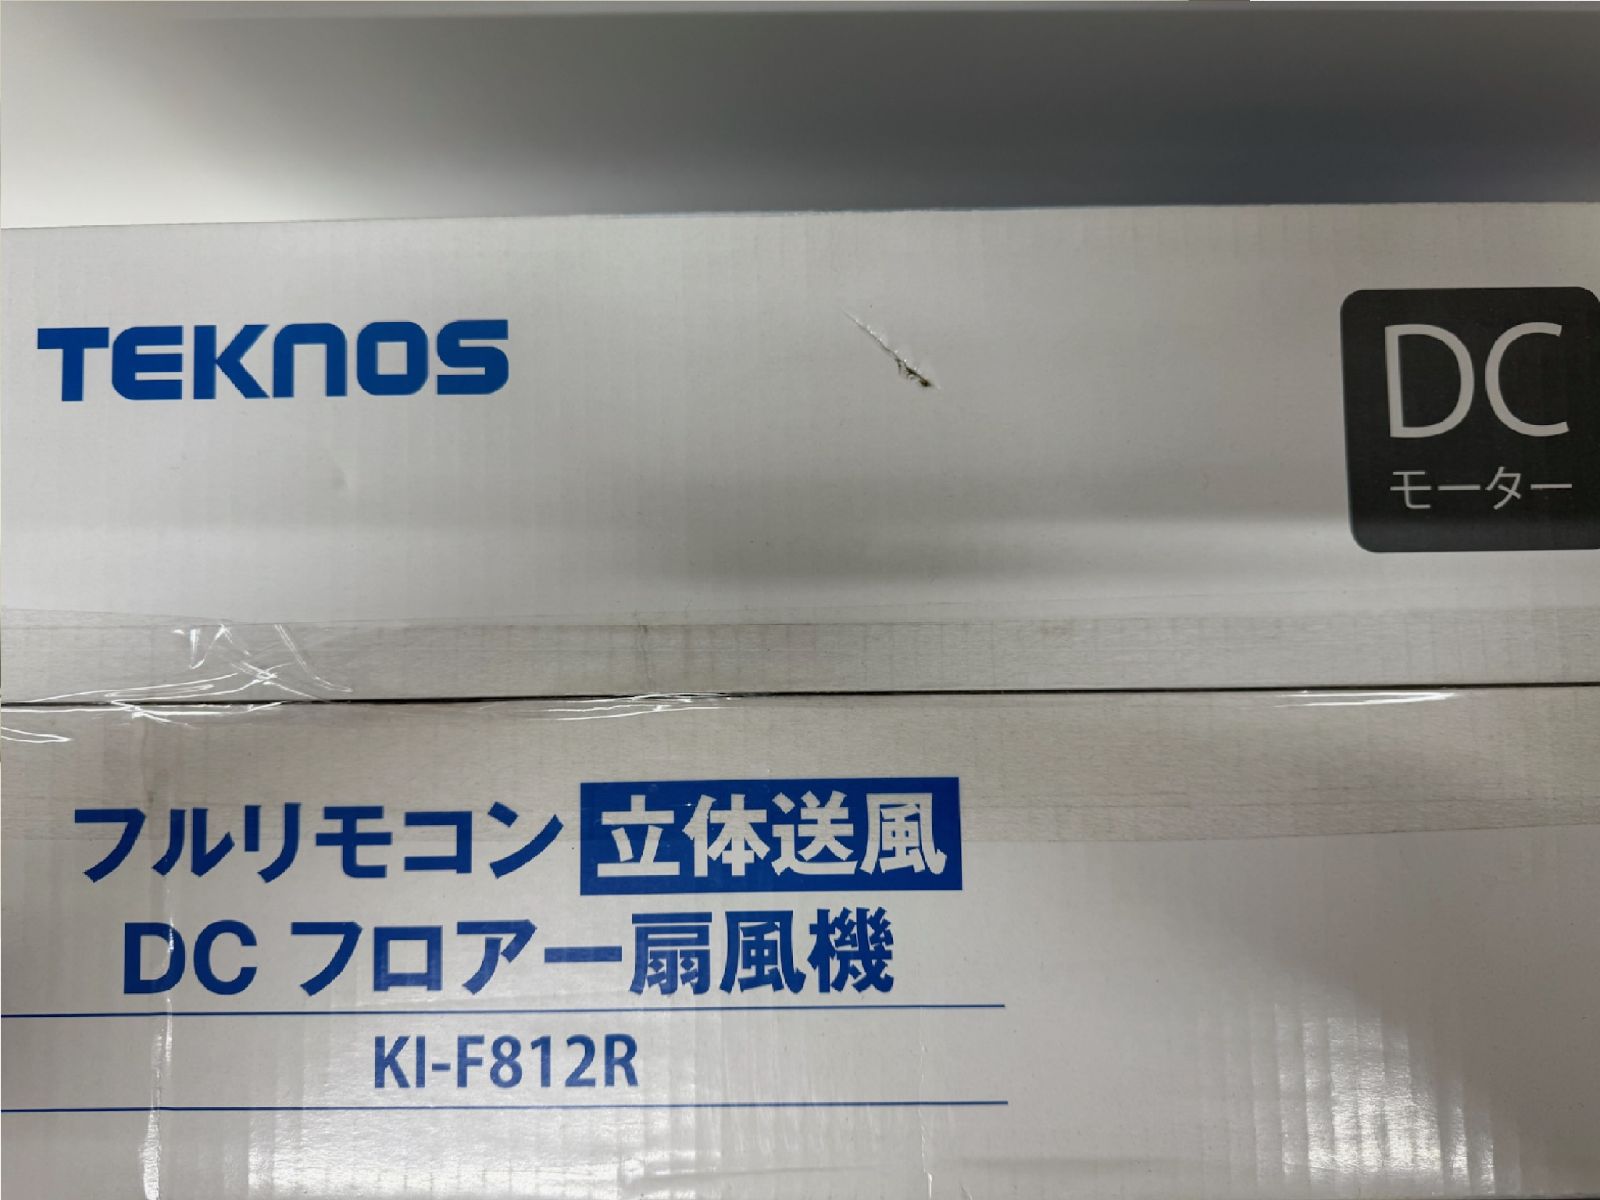 TEKNOS
DC
モーター
フルリモコン 立体送風
DC フロアー扇風機
KI-F812R